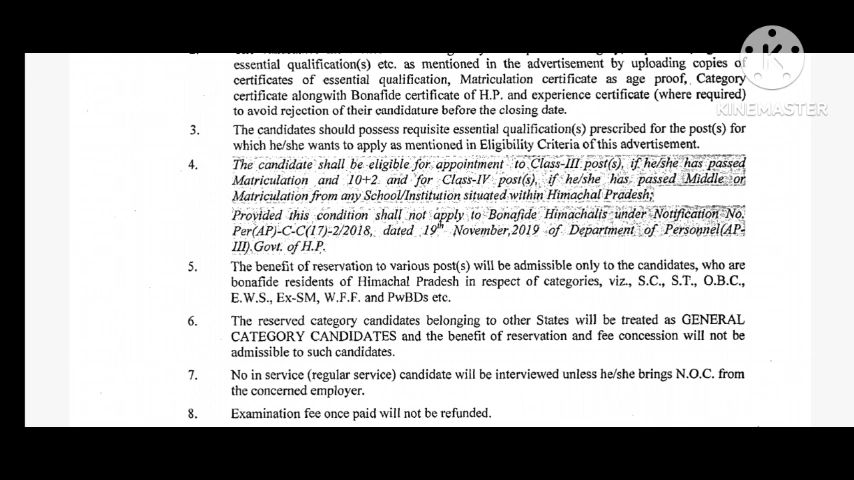 essential qualification(s) etc. as mentioned in the advertisement by uploading copies of
certificates of essential qualification, Matriculation certificate as age proof, Category
certificate alongwith Bonafide certificate of H.P. and experience certificate (where required)
to avoid rejection of their candidature before the closing date.
3. The candidates should possess requisite essential qualification(s) prescribed for the post(s) for
which he/she wants to apply as mentioned in Eligibility Criteria of this advertisement.
4. The candidate shall be eligible for appointment to Class-III post(s), if he/she has passed
Matriculation and 10+2 and for Class-IV post(s), if he/she has passed Middle or
Matriculation from any School/Institution situated within Himachal Pradesh;
Provided this condition shall not apply to Bonafide Himachalis under Notification No.
Per(AP)-C-C(17)-2/2018, dated 19th November,2019 of Department of Personnel(AP-
III).Govt. of H.P.
5. The benefit of reservation to various post(s) will be admissible only to the candidates, who are
bonafide residents of Himachal Pradesh in respect of categories, viz., S.C., S.T., O.B.C.,
E.W.S., Ex-SM, W.F.F. and PwBDs etc.
6. The reserved category candidates belonging to other States will be treated as GENERAL
CATEGORY CANDIDATES and the benefit of reservation and fee concession will not be
admissible to such candidates.
7. No in service (regular service) candidate will be interviewed unless he/she brings N.O.C. from
the concerned employer.
8. Examination fee once paid will not be refunded.
KINEMASTER